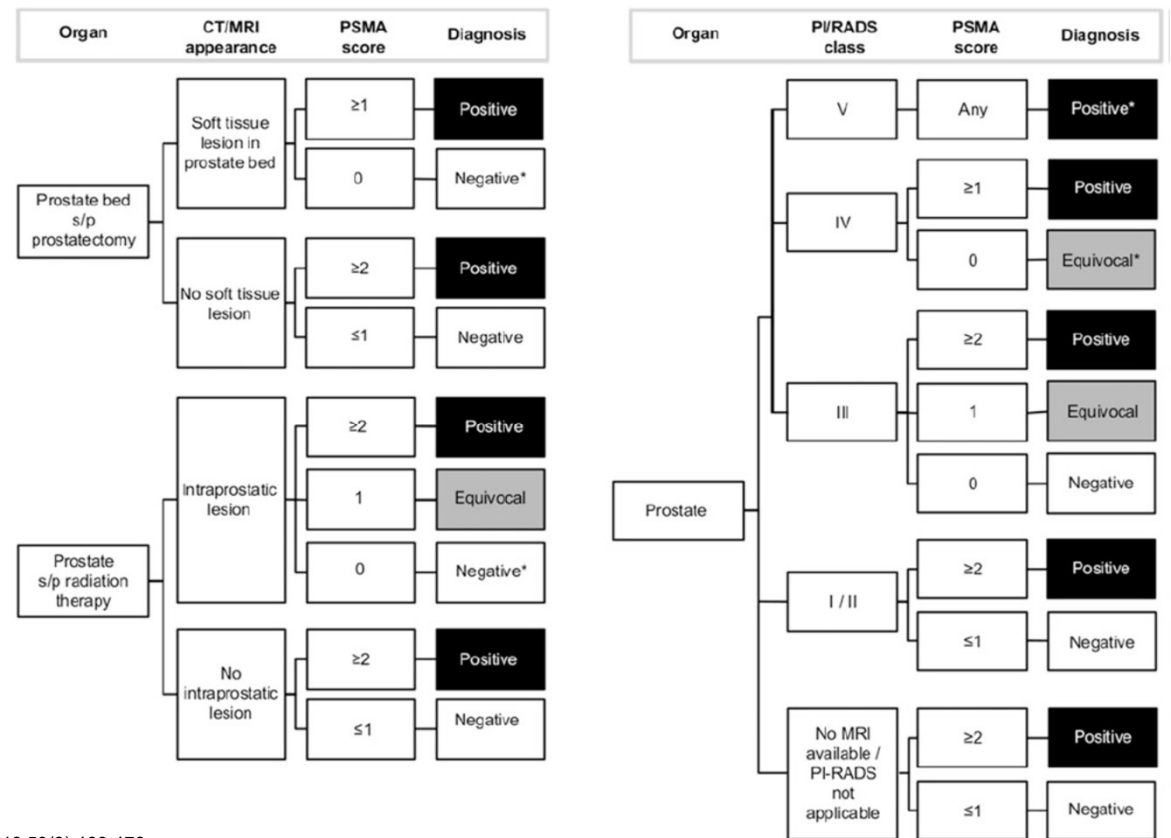 Organ
CT/MRI
appearance
PSMA
score
Diagnosis
Prostate bed
s/p
prostatectomy
Soft tissue
lesion in
prostate bed
≥1
Positive
0
Negative*
No soft tissue
lesion
≥2
Positive
≤1
Negative
Prostate
s/p radiation
therapy
Intraprostatic
lesion
≥2
Positive
1
Equivocal
0
Negative*
No
intraprostatic
lesion
≥2
Positive
≤1
Negative
Organ
PI/RADS
class
PSMA
score
Diagnosis
Prostate
V
Any
Positive*
IV
≥1
Positive
0
Equivocal*
III
≥2
Positive
1
Equivocal
0
Negative
I / II
≥2
Positive
≤1
Negative
No MRI
available /
PI-RADS
not
applicable
≥2
Positive
≤1
Negative